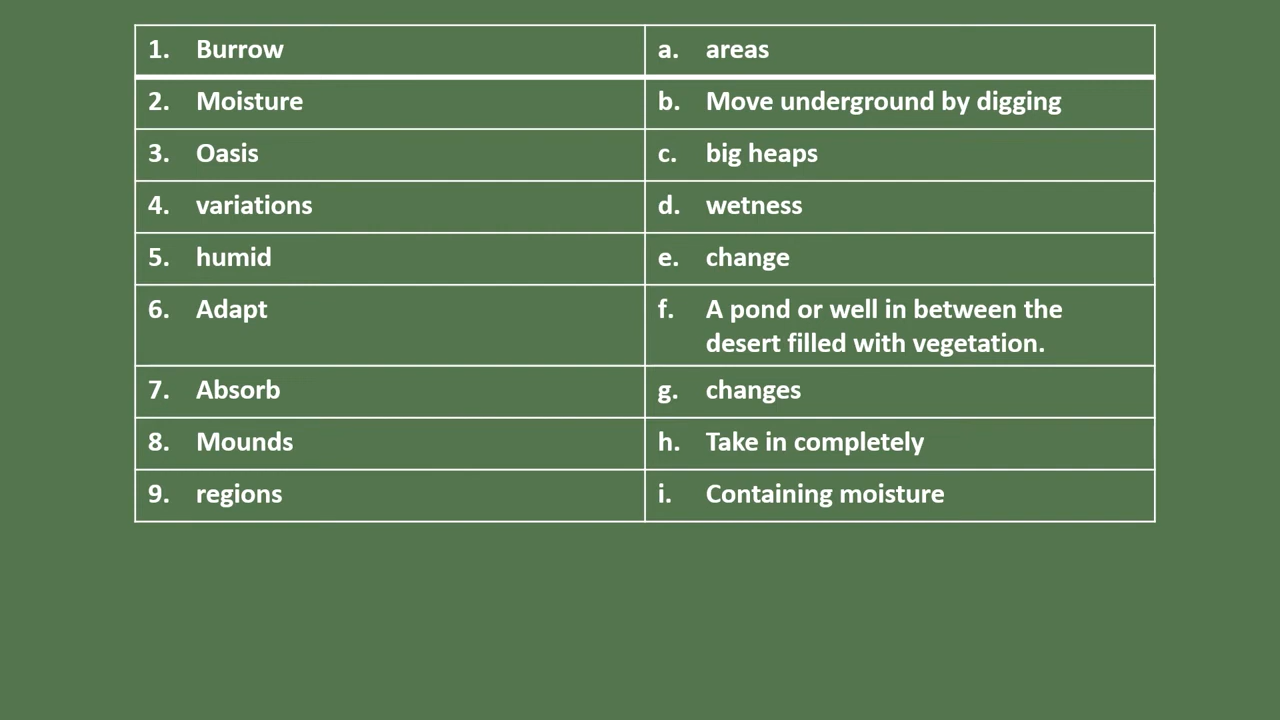 1. Burrow a. areas
2. Moisture b. Move underground by digging
3. Oasis c. big heaps
4. variations d. wetness
5. humid e. change
6. Adapt f. A pond or well in between the
desert filled with vegetation.
7. Absorb g. changes
8. Mounds h. Take in completely
9. regions i. Containing moisture